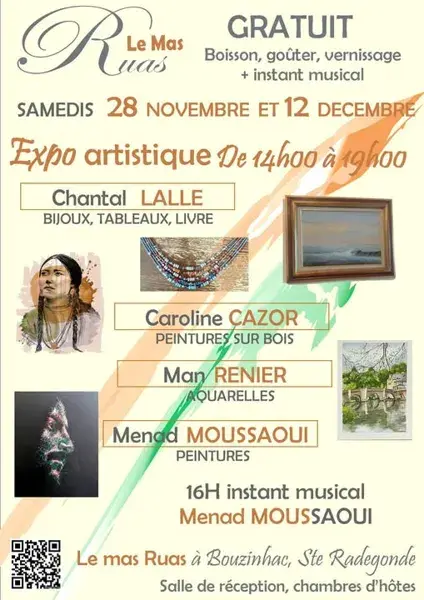 Le Mas
Ruas
GRATUIT
Boisson, goûter, vernissage
+ instant musical
SAMEDIS 28 NOVEMBRE ET 12 DECEMBRE
Expo artistique De 14h00 à 19h00
Chantal LALLE
BIJOUX, TABLEAUX, LIVRE
Caroline CAZOR
PEINTURES SUR BOIS
Man RENIER
AQUARELLES
Menad MOUSSAOUI
PEINTURES
16H instant musical
Menad MOUSSAOUI
Le mas Ruas à Bouzinhac, Ste Radegonde
Salle de réception, chambres d'hôtes